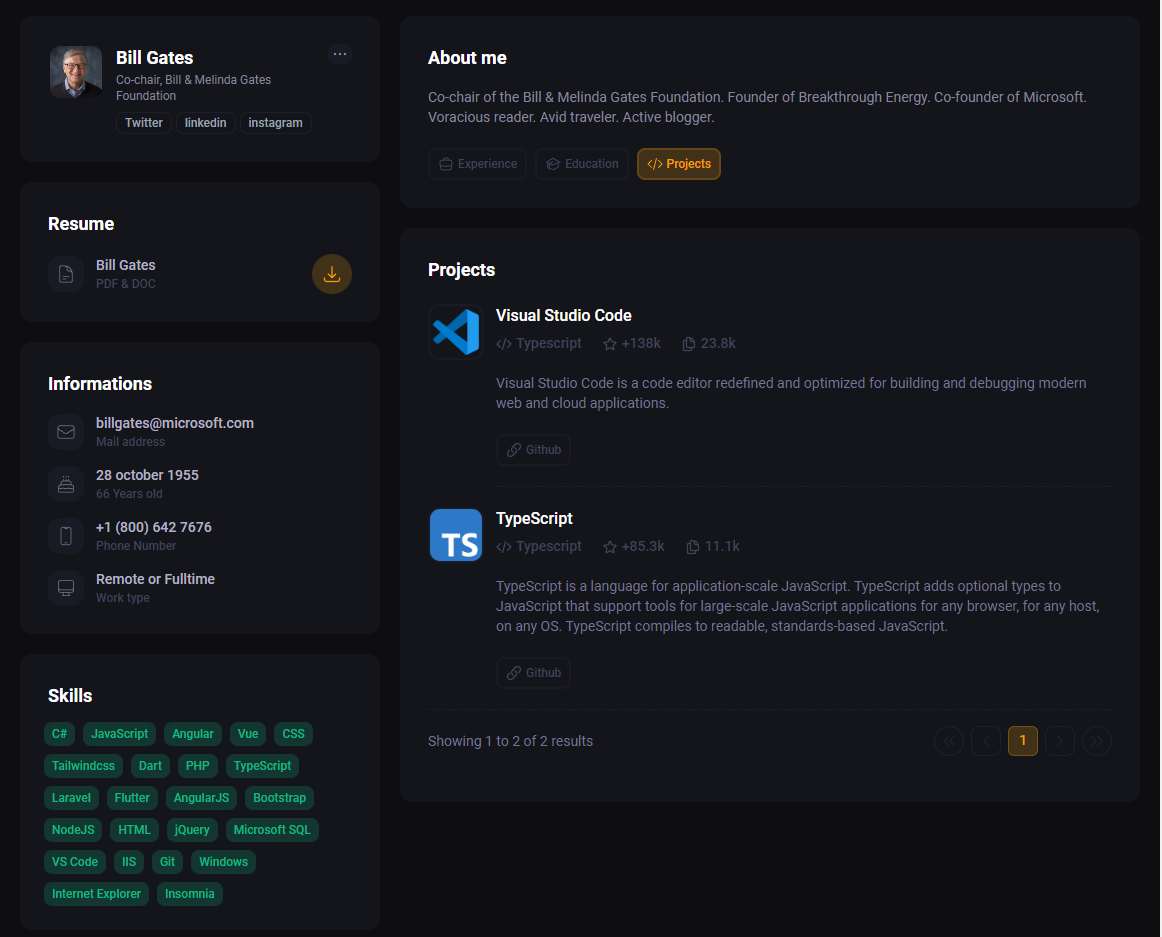 Bill Gates
Co-chair, Bill & Melinda Gates
Foundation
Twitter linkedin instagram
Resume
Bill Gates
PDF & DOC
Informations
billgates@microsoft.com
Mail address
28 october 1955
66 Years old
+1 (800) 642 7676
Phone Number
Remote or Fulltime
Work type
Skills
C# JavaScript Angular Vue CSS
Tailwindcss Dart PHP TypeScript
Laravel Flutter AngularJS Bootstrap
NodeJS HTML jQuery Microsoft SQL
VS Code IIS Git Windows
Internet Explorer Insomnia
About me
Co-chair of the Bill & Melinda Gates Foundation. Founder of Breakthrough Energy. Co-founder of Microsoft.
Voracious reader. Avid traveler. Active blogger.
Experience Education </> Projects
Projects
Visual Studio Code
</> Typescript +138k 23.8k
Visual Studio Code is a code editor redefined and optimized for building and debugging modern
web and cloud applications.
Github
TS
TypeScript
</> Typescript +85.3k 11.1k
TypeScript is a language for application-scale JavaScript. TypeScript adds optional types to
JavaScript that support tools for large-scale JavaScript applications for any browser, for any host,
on any OS. TypeScript compiles to readable, standards-based JavaScript.
Github
Showing 1 to 2 of 2 results
« ‹ 1 › »